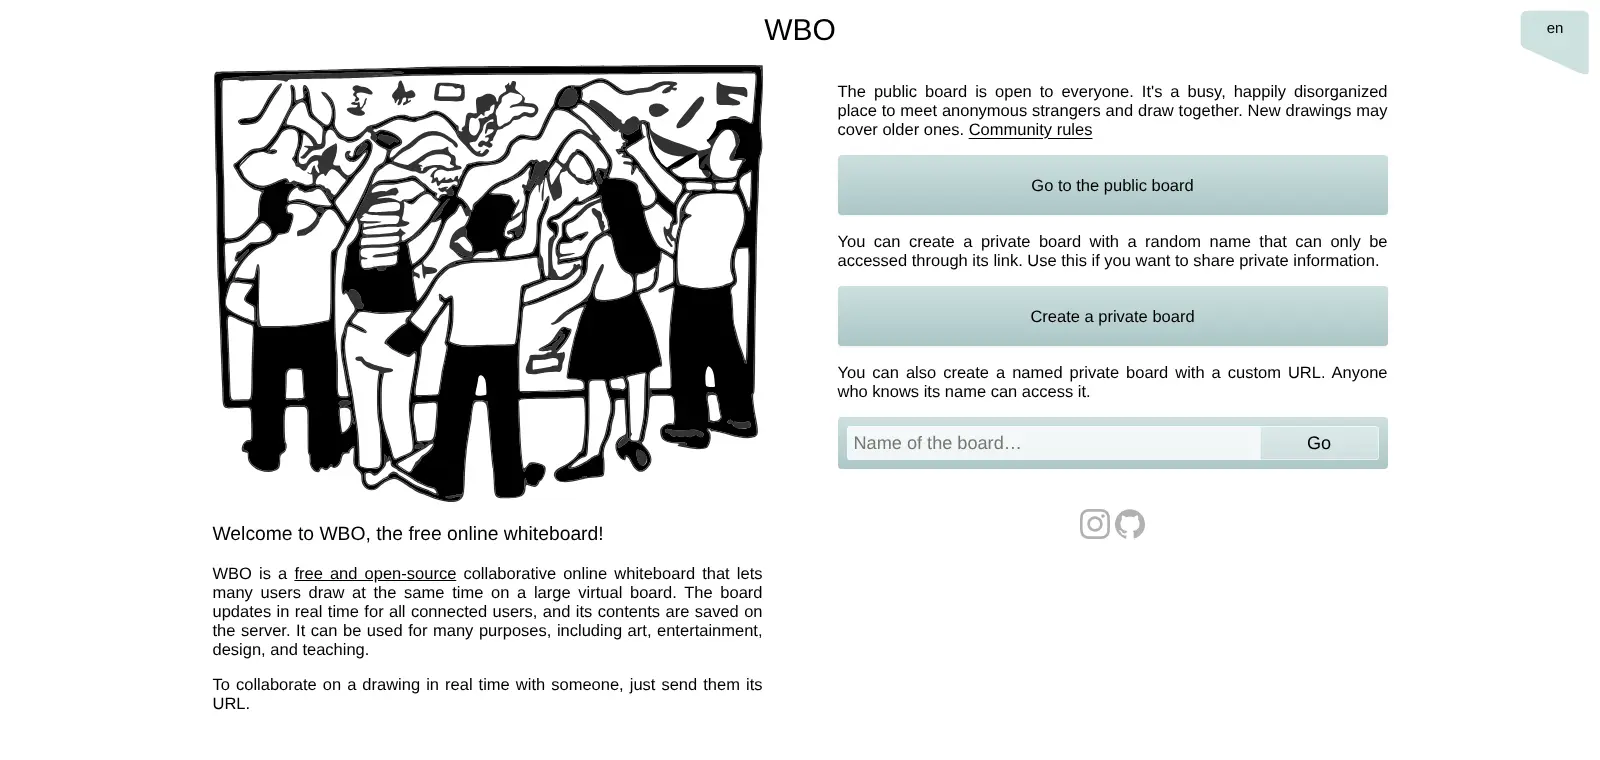 WBO
en
Welcome to WBO, the free online whiteboard!
WBO is a free and open-source collaborative online whiteboard that lets
many users draw at the same time on a large virtual board. The board
updates in real time for all connected users, and its contents are saved on
the server. It can be used for many purposes, including art, entertainment,
design, and teaching.
To collaborate on a drawing in real time with someone, just send them its
URL.
The public board is open to everyone. It's a busy, happily disorganized
place to meet anonymous strangers and draw together. New drawings may
cover older ones. Community rules
Go to the public board
You can create a private board with a random name that can only be
accessed through its link. Use this if you want to share private information.
Create a private board
You can also create a named private board with a custom URL. Anyone
who knows its name can access it.
Name of the board…
Go